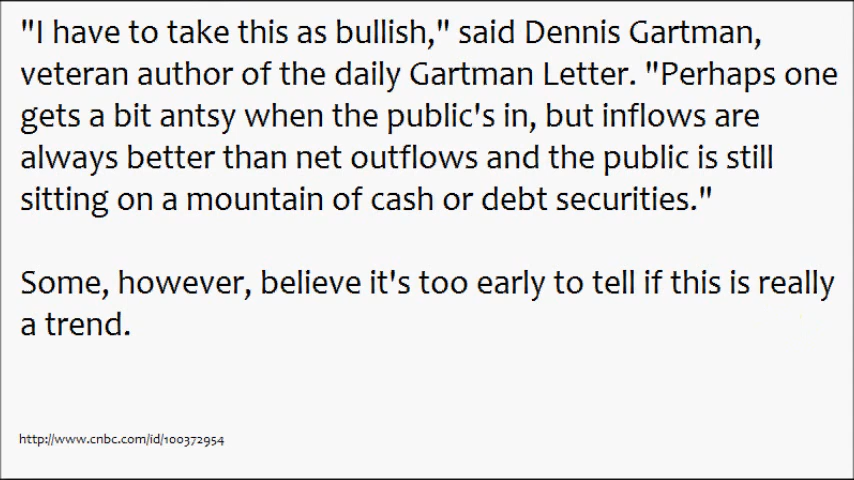 "I have to take this as bullish," said Dennis Gartman,
veteran author of the daily Gartman Letter. "Perhaps one
gets a bit antsy when the public's in, but inflows are
always better than net outflows and the public is still
sitting on a mountain of cash or debt securities."
Some, however, believe it's too early to tell if this is really
a trend.
http://www.cnbc.com/id/100372954